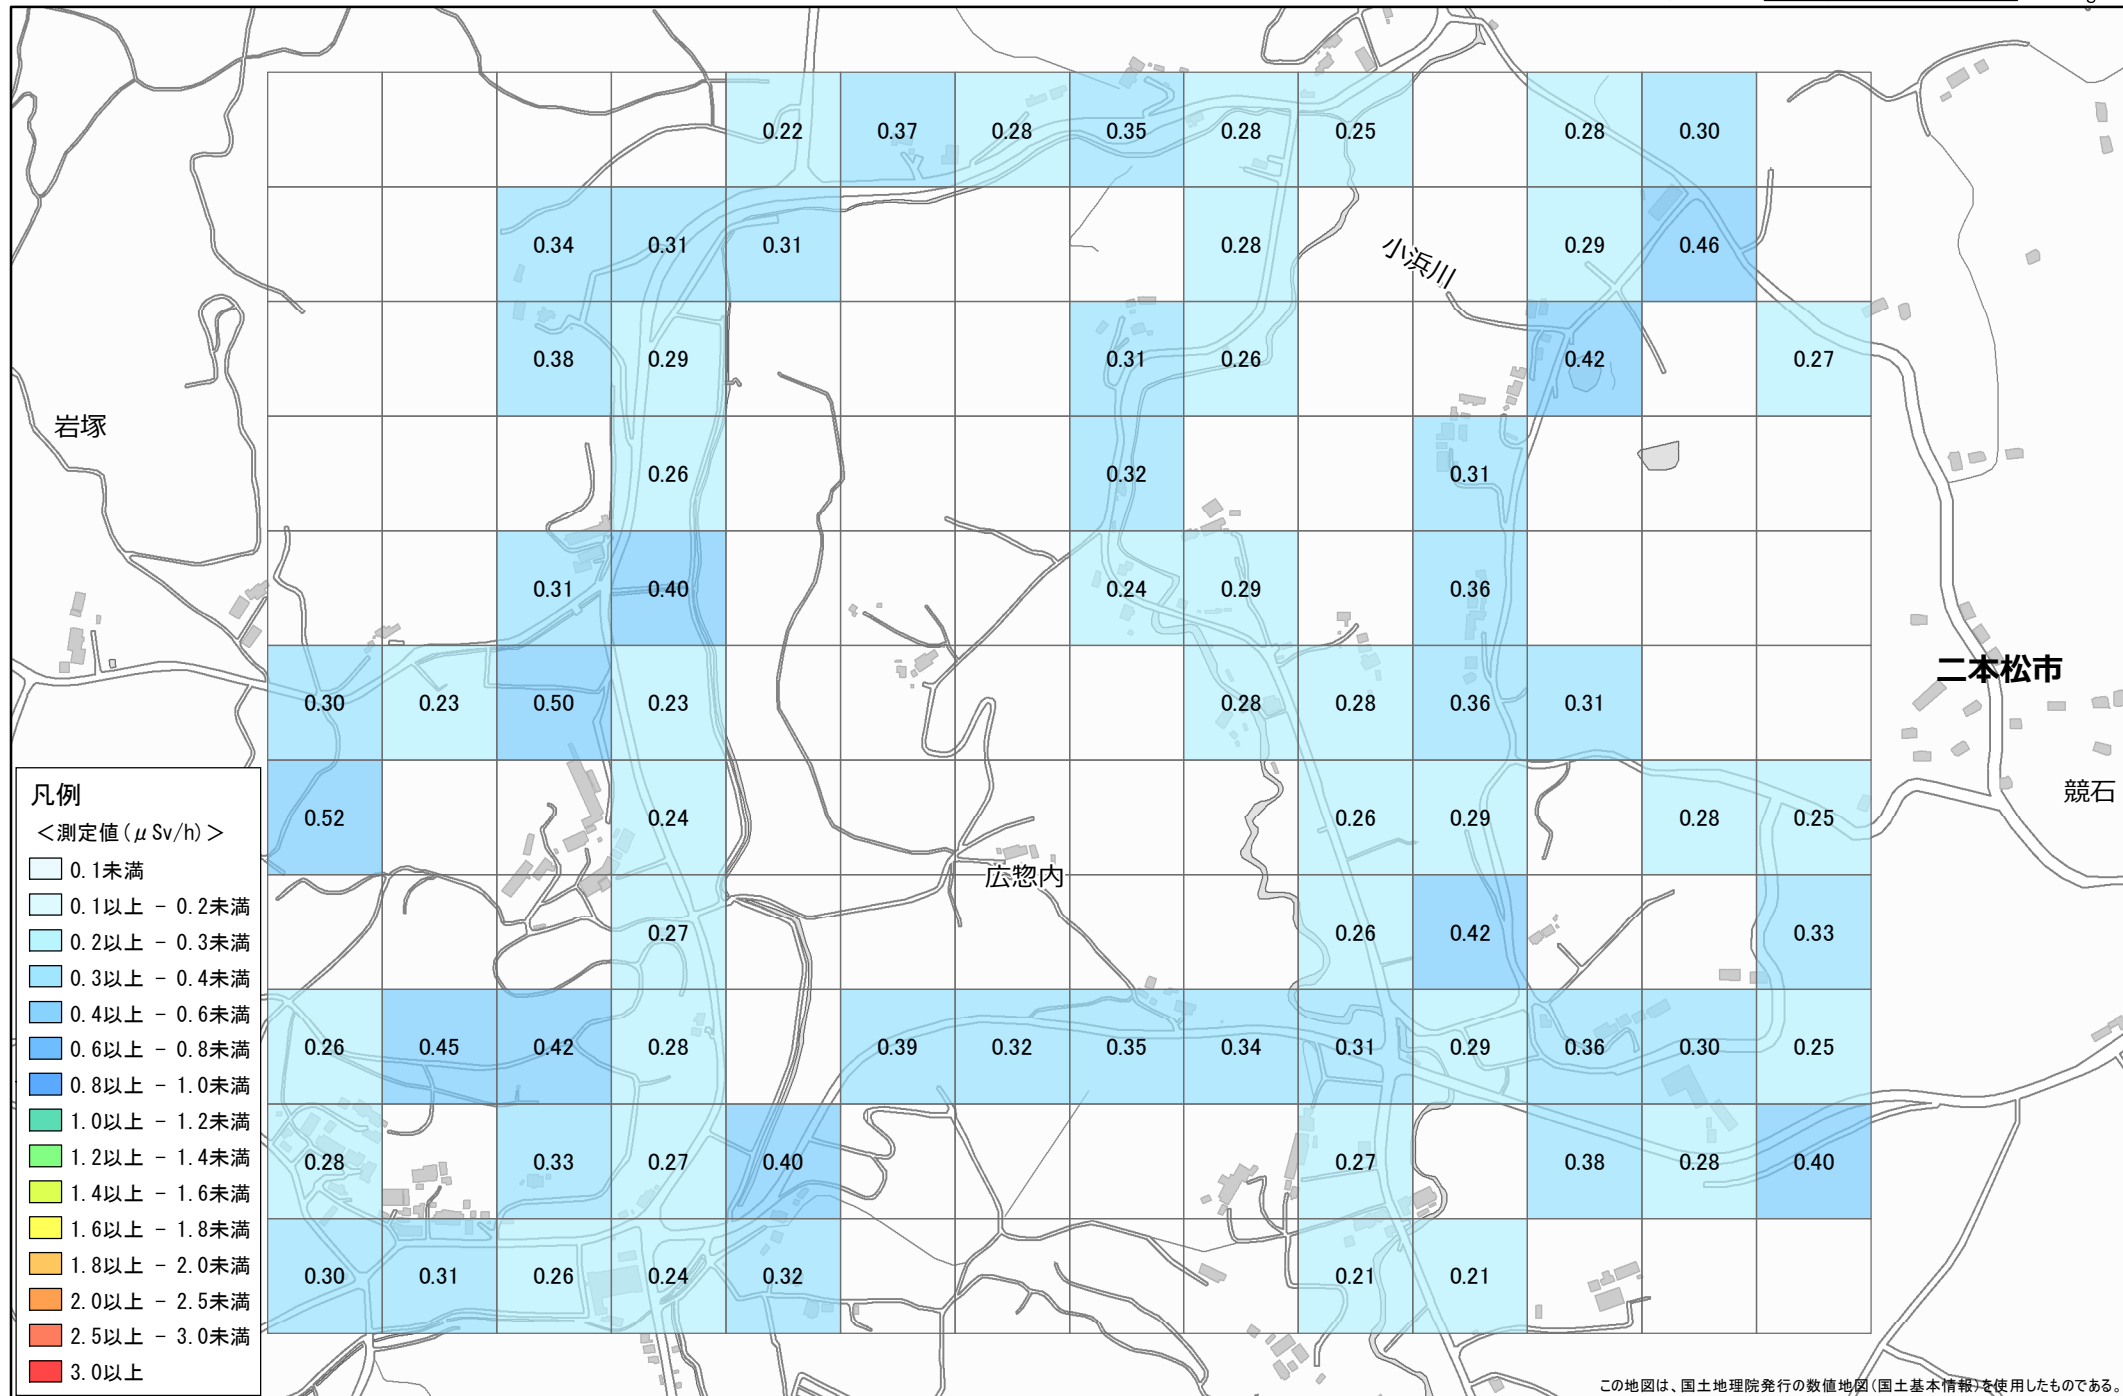 0.22 0.37 0.28 0.35 0.28 0.25 0.28 0.30
0.34 0.31 0.31 0.28 0.29 0.46
小浜川
0.38 0.29 0.31 0.26 0.42 0.27
岩塚
0.26 0.32 0.31
0.31 0.40 0.24 0.29 0.36
二本松市
0.30 0.23 0.50 0.23 0.28 0.28 0.36 0.31
競石
0.52 0.24 0.26 0.29 0.28 0.25
広惣内
0.27 0.26 0.42 0.33
0.26 0.45 0.42 0.28 0.39 0.32 0.35 0.34 0.31 0.29 0.36 0.30 0.25
0.28 0.33 0.27 0.40 0.27 0.38 0.28 0.40
0.30 0.31 0.26 0.24 0.32 0.21 0.21
凡例
＜測定値(μSv/h)＞
0.1未満
0.1以上 － 0.2未満
0.2以上 － 0.3未満
0.3以上 － 0.4未満
0.4以上 － 0.6未満
0.6以上 － 0.8未満
0.8以上 － 1.0未満
1.0以上 － 1.2未満
1.2以上 － 1.4未満
1.4以上 － 1.6未満
1.6以上 － 1.8未満
1.8以上 － 2.0未満
2.0以上 － 2.5未満
2.5以上 － 3.0未満
3.0以上
この地図は、国土地理院発行の数値地図(国土基本情報)を使用したものである。